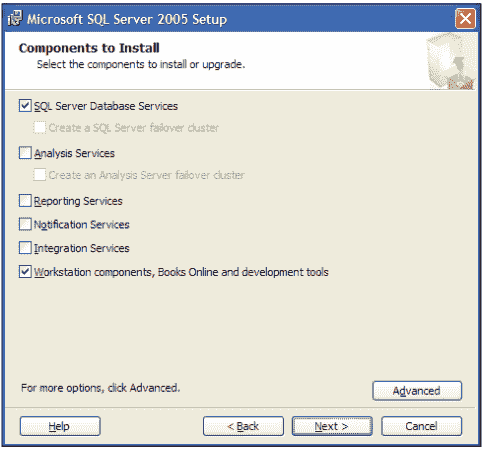 Microsoft SQL Server 2005 Setup
Components to Install
Select the components to install or upgrade.
SQL Server Database Services
Create a SQL Server failover cluster
Analysis Services
Create an Analysis Server failover cluster
Reporting Services
Notification Services
Integration Services
Workstation components, Books Online and development tools
For more options, click Advanced.
Advanced
Help
< Back
Next >
Cancel